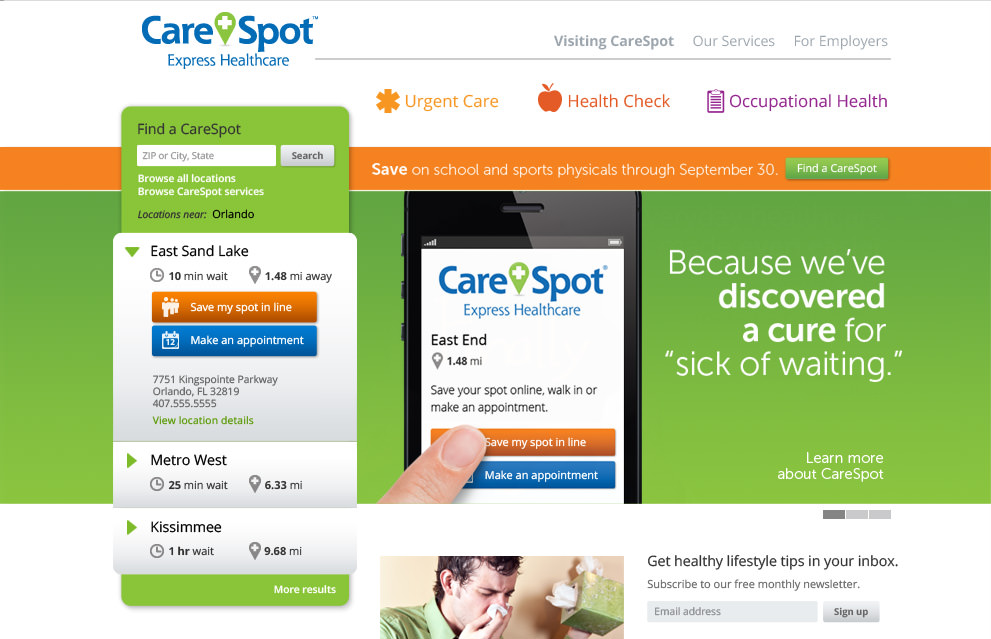 CareSpot™
Express Healthcare
Visiting CareSpot Our Services For Employers
Urgent Care Health Check Occupational Health
Find a CareSpot
ZIP or City, State Search
Browse all locations
Browse CareSpot services
Locations near: Orlando
Save on school and sports physicals through September 30. Find a CareSpot
East Sand Lake
10 min wait 1.48 mi away
Save my spot in line
12 Make an appointment
7751 Kingspointe Parkway
Orlando, FL 32819
407.555.5555
View location details
Metro West
25 min wait 6.33 mi
Kissimmee
1 hr wait 9.68 mi
More results
CareSpot®
Express Healthcare
East End
1.48 mi
Save your spot online, walk in or
make an appointment.
Save my spot in line
Make an appointment
Because we’ve
discovered
a cure for
“sick of waiting.”
Learn more
about CareSpot
Get healthy lifestyle tips in your inbox.
Subscribe to our free monthly newsletter.
Email address Sign up